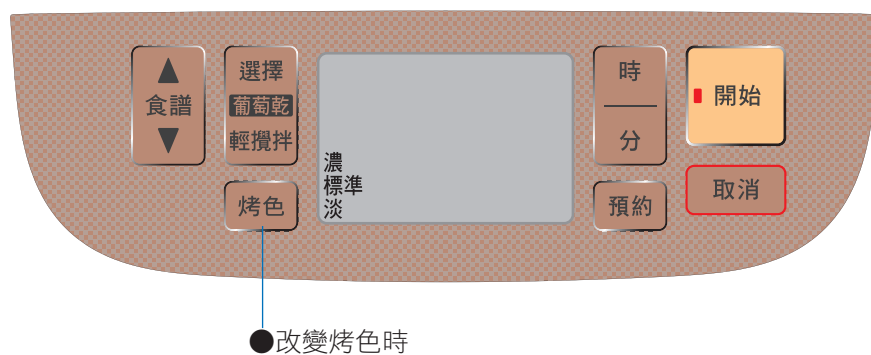 ▲
食譜
▼
選擇
葡萄乾
輕攪拌
烤色
濃
標準
淡
時
分
預約
開始
取消
●改變烤色時